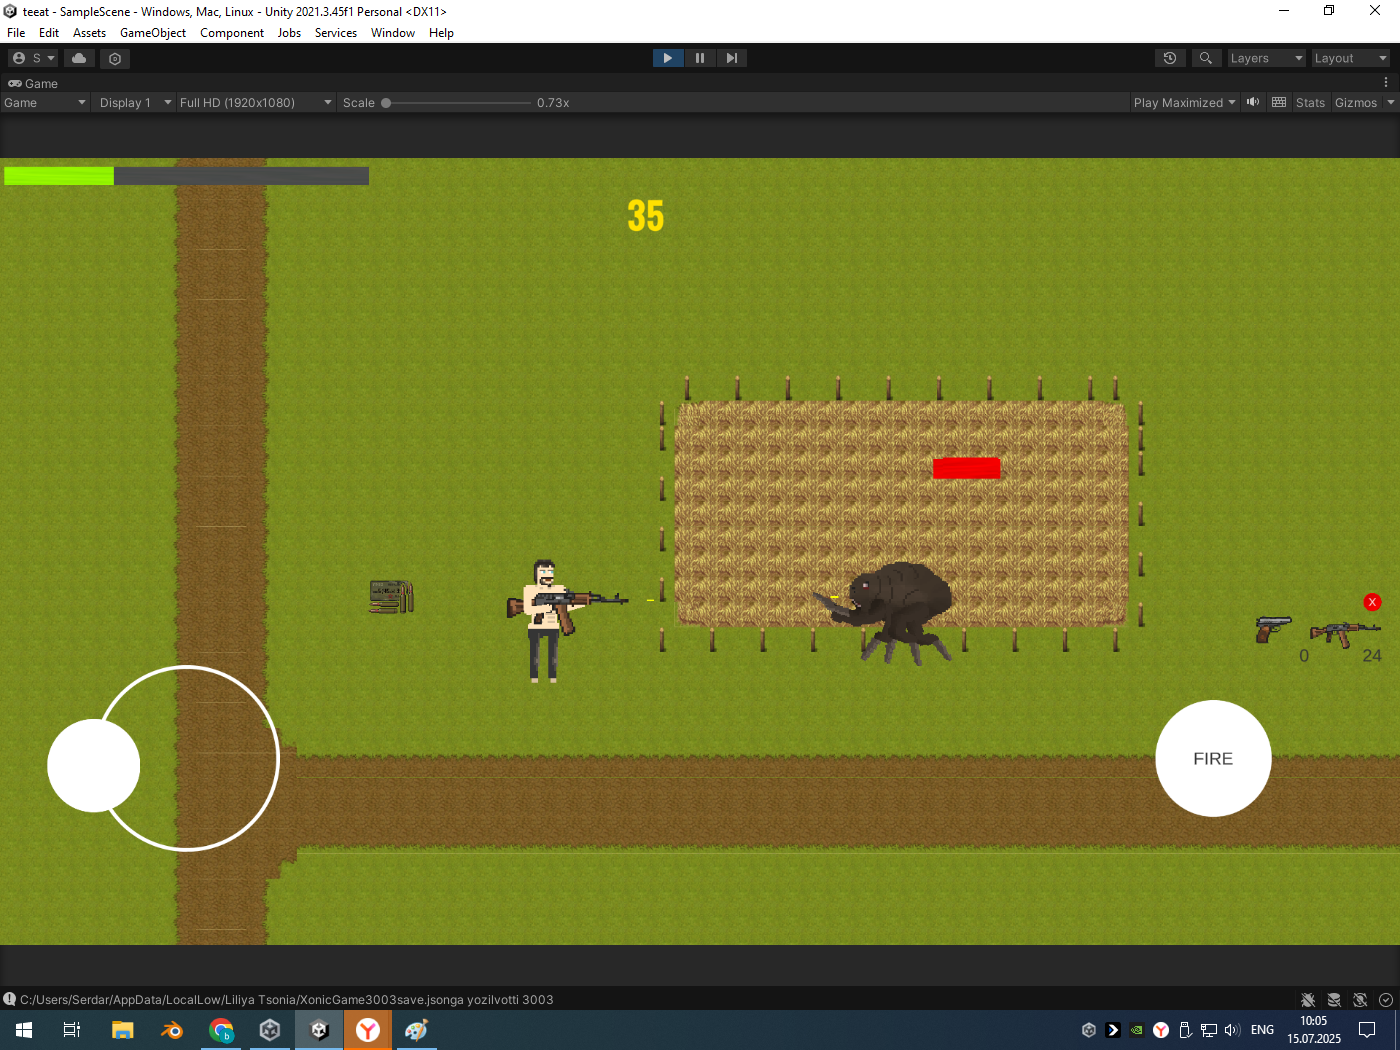 teeat - SampleScene - Windows, Mac, Linux - Unity 2021.3.45f1 Personal <DX11>
File Edit Assets GameObject Component Jobs Services Window Help
S
Layers
Layout
Game
Game
Display 1
Full HD (1920x1080)
Scale
0.73x
Play Maximized
Stats
Gizmos
35
X
0
24
FIRE
C:/Users/Serdar/AppData/LocalLow/Liliya Tsonia/XonicGame3003save.jsonga yozilvotti 3003
ENG
10:05
15.07.2025